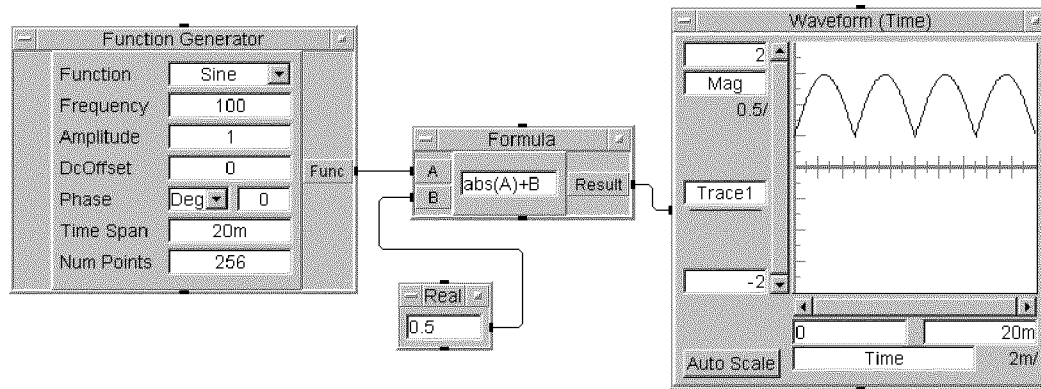 Function Generator
Function Sine
Frequency 100
Amplitude 1
DcOffset 0
Phase Deg 0
Time Span 20m
Num Points 256
Func
Formula
A
B
abs(A)+B
Result
Real
0.5
Waveform (Time)
2
Mag
0.5/
Trace1
-2
0 20m
Auto Scale Time 2m/